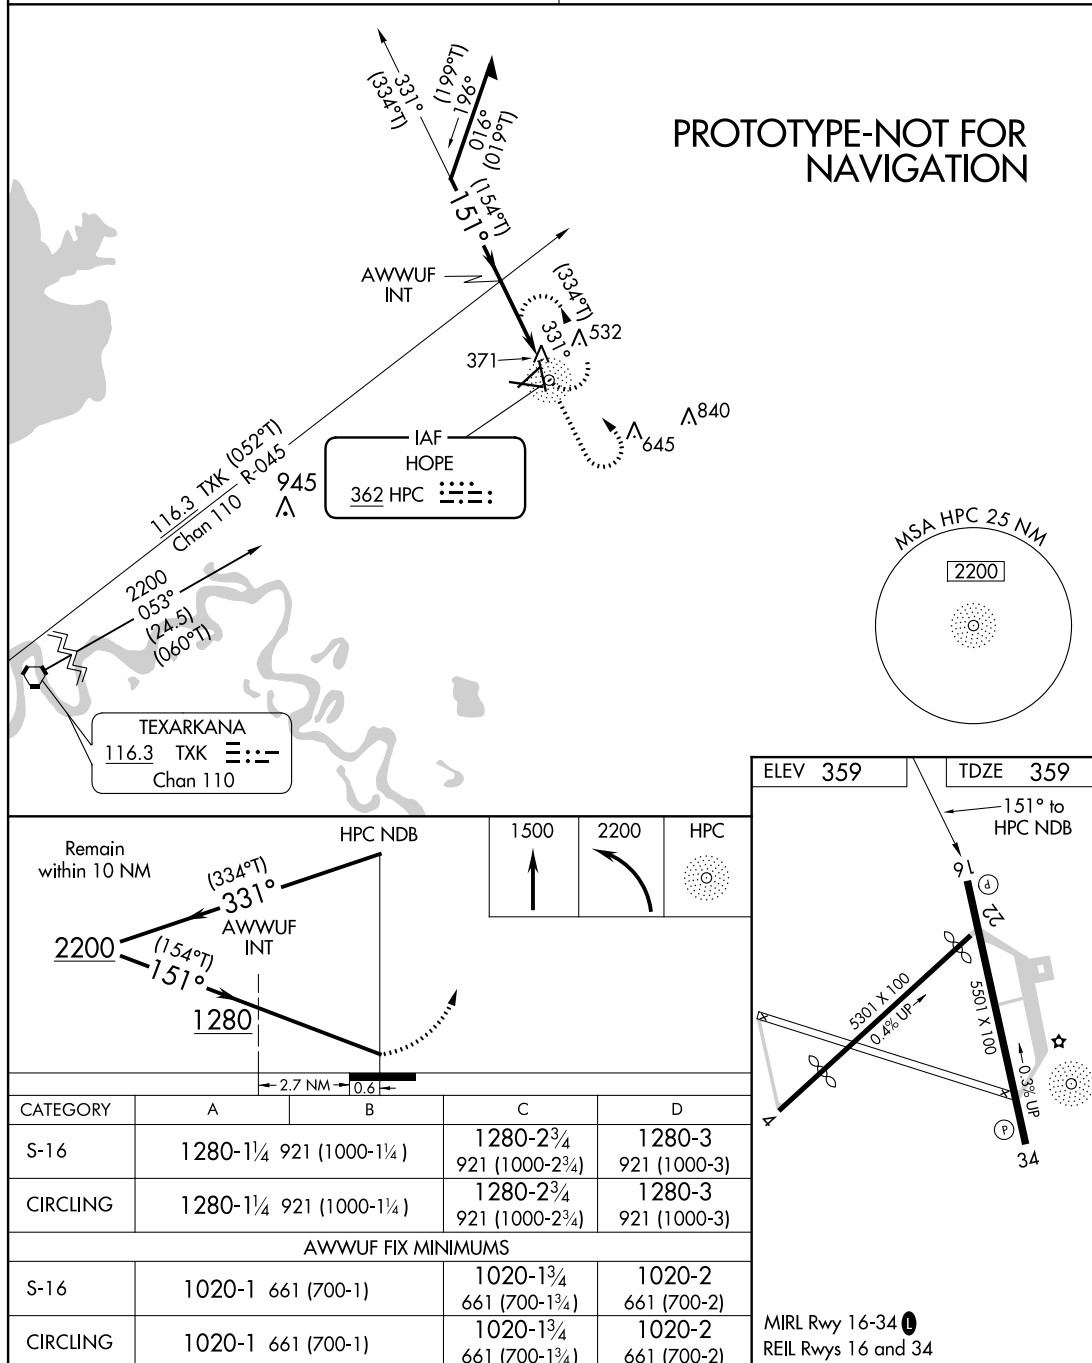 PROTOTYPE-NOT FOR
NAVIGATION
331°
(334°T)
(199°T)
196°
016°
(019°T)
151°
(154°T)
AWWUF
INT
(334°T)
331°
532
371
645
840
IAF
HOPE
362 HPC
945
116.3 TXK (052°T)
Chan 110 R-045
2200
053°
(24.5)
(060°T)
TEXARKANA
116.3 TXK
Chan 110
MSA HPC 25 NM
2200
ELEV 359
TDZE 359
151° to
HPC NDB
16
P
22
5301 X 100
0.4% UP
5501 X 100
0.3% UP
4
P
34
MIRL Rwy 16-34 L
REIL Rwys 16 and 34
Remain
within 10 NM
HPC NDB
(334°T)
331°
AWWUF
INT
2200
(154°T)
151°
1280
2.7 NM
0.6
1500
2200
HPC
CATEGORY A B C D
S-16 1280-1¼ 921 (1000-1¼) 1280-2¾ 1280-3
921 (1000-2¾) 921 (1000-3)
CIRCLING 1280-1¼ 921 (1000-1¼) 1280-2¾ 1280-3
921 (1000-2¾) 921 (1000-3)
AWWUF FIX MINIMUMS
S-16 1020-1 661 (700-1) 1020-1¾ 1020-2
661 (700-1¾) 661 (700-2)
CIRCLING 1020-1 661 (700-1) 1020-1¾ 1020-2
661 (700-1¾) 661 (700-2)